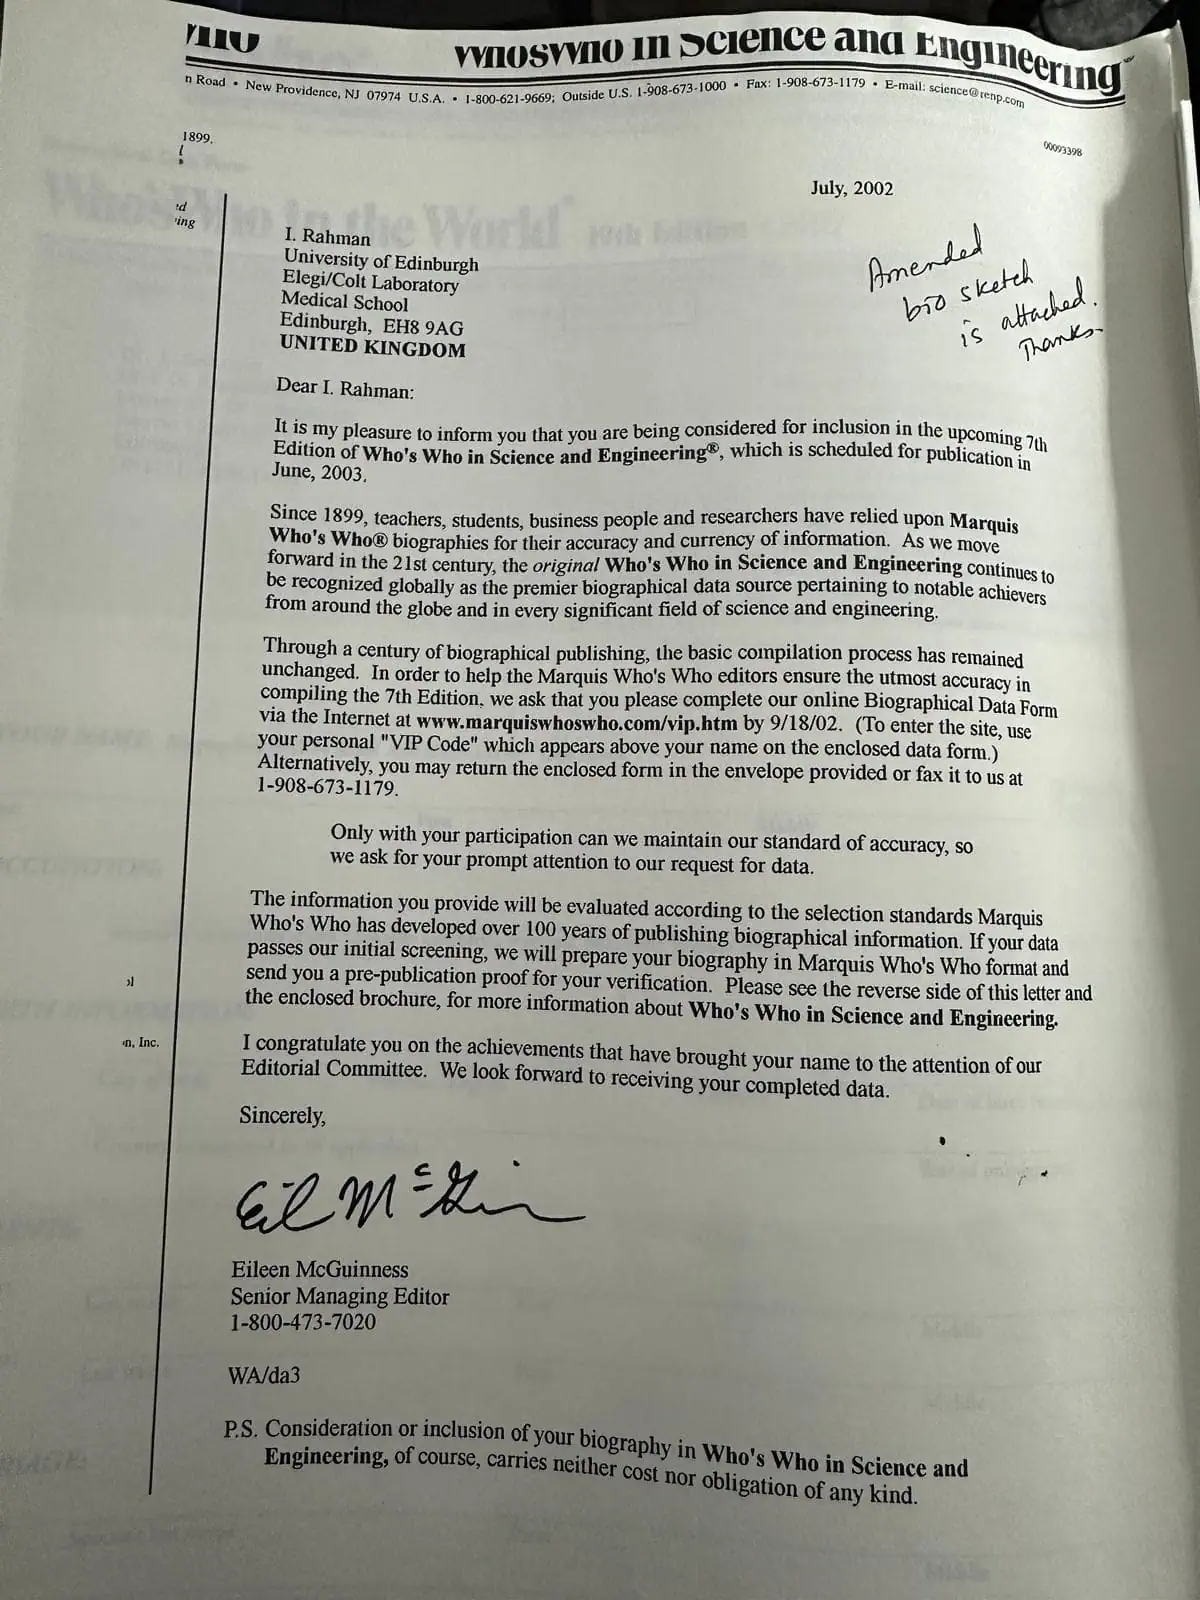 Who'sWho in Science and Engineering
n Road • New Providence, NJ 07974 U.S.A. • 1-800-621-9669; Outside U.S. 1-908-673-1000 • Fax: 1-908-673-1179 • E-mail: science@renp.com
1899.
00093398
July, 2002
ed
ing
I. Rahman
University of Edinburgh
Elegi/Colt Laboratory
Medical School
Edinburgh, EH8 9AG
UNITED KINGDOM
Amended
bio sketch
is attached.
Thanks
Who's Who in the World
Dear I. Rahman:
It is my pleasure to inform you that you are being considered for inclusion in the upcoming 7th
Edition of Who's Who in Science and Engineering®, which is scheduled for publication in
June, 2003.
Since 1899, teachers, students, business people and researchers have relied upon Marquis
Who's Who® biographies for their accuracy and currency of information. As we move
forward in the 21st century, the original Who's Who in Science and Engineering continues to
be recognized globally as the premier biographical data source pertaining to notable achievers
from around the globe and in every significant field of science and engineering.
Through a century of biographical publishing, the basic compilation process has remained
unchanged. In order to help the Marquis Who's Who editors ensure the utmost accuracy in
compiling the 7th Edition, we ask that you please complete our online Biographical Data Form
via the Internet at www.marquiswhoswho.com/vip.htm by 9/18/02. (To enter the site, use
your personal "VIP Code" which appears above your name on the enclosed data form.)
Alternatively, you may return the enclosed form in the envelope provided or fax it to us at
1-908-673-1179.
Only with your participation can we maintain our standard of accuracy, so
we ask for your prompt attention to our request for data.
The information you provide will be evaluated according to the selection standards Marquis
Who's Who has developed over 100 years of publishing biographical information. If your data
passes our initial screening, we will prepare your biography in Marquis Who's Who format and
send you a pre-publication proof for your verification. Please see the reverse side of this letter and
the enclosed brochure, for more information about Who's Who in Science and Engineering.
n, Inc.
I congratulate you on the achievements that have brought your name to the attention of our
Editorial Committee. We look forward to receiving your completed data.
Sincerely,
Eil McGuin
Eileen McGuinness
Senior Managing Editor
1-800-473-7020
WA/da3
P.S. Consideration or inclusion of your biography in Who's Who in Science and
Engineering, of course, carries neither cost nor obligation of any kind.